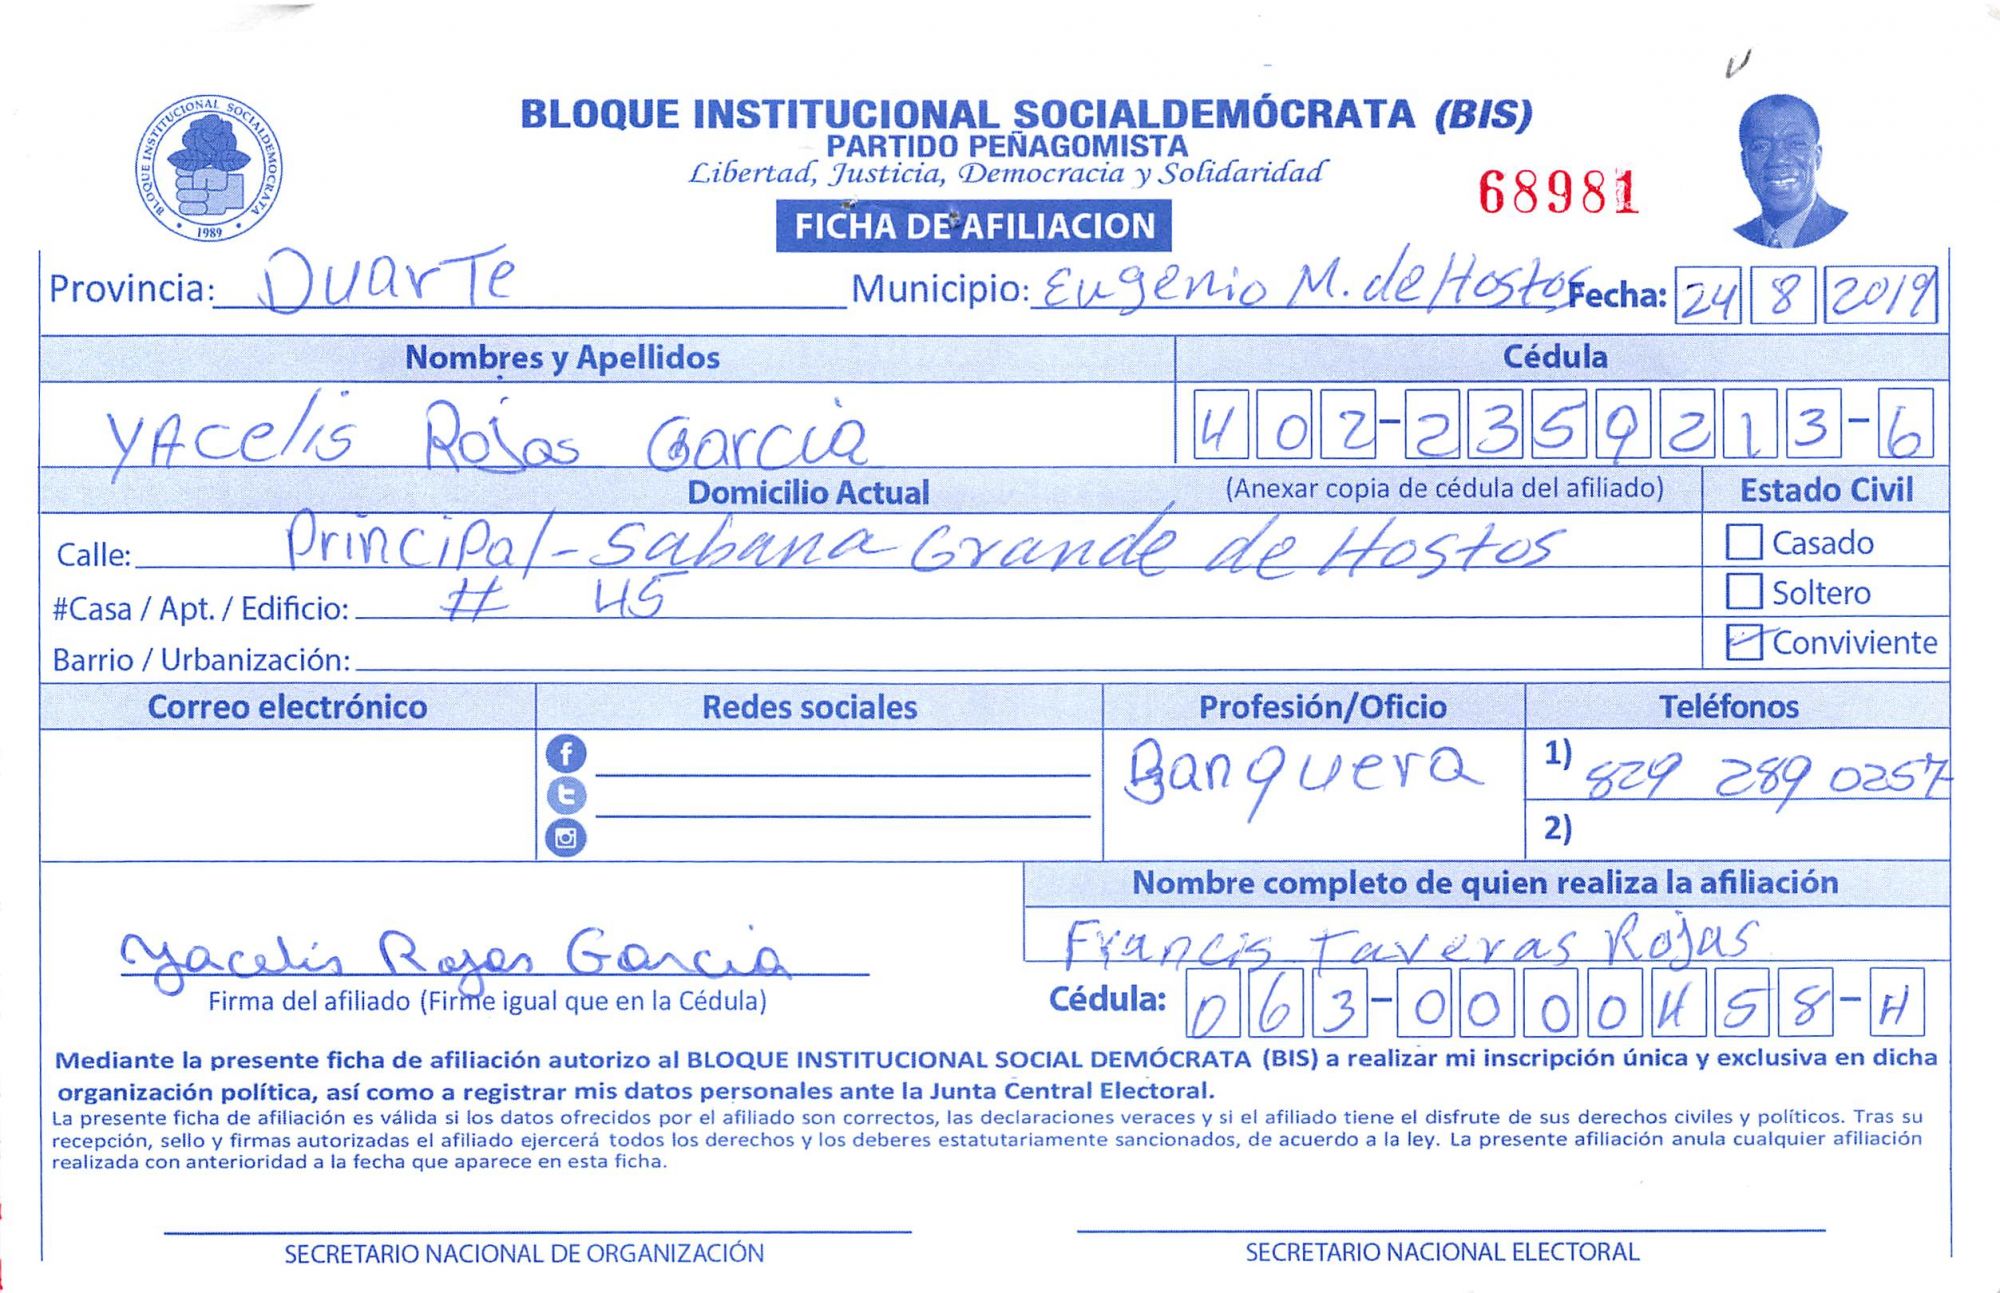 BLOQUE INSTITUCIONAL SOCIALDEMOCRATA
1989
BLOQUE INSTITUCIONAL SOCIALDEMÓCRATA (BIS)
PARTIDO PEÑAGOMISTA
Libertad, Justicia, Democracia y Solidaridad
68981
FICHA DE AFILIACION
Provincia: Duarte Municipio: Eugenio M. de Hostos Fecha: 24 8 2019
Nombres y Apellidos Cédula
YAcelis Rojas Garcia 402-2359213-6
Domicilio Actual (Anexar copia de cédula del afiliado) Estado Civil
Calle: Principal - Sabana Grande de Hostos Casado
#Casa / Apt. / Edificio: # 45 Soltero
Barrio / Urbanización: Conviviente
Correo electrónico Redes sociales Profesión/Oficio Teléfonos
Banquera 1) 829 289 0257
2)
Nombre completo de quien realiza la afiliación
Francis Taveras Rojas
Yacelis Rojas Garcia
Firma del afiliado (Firme igual que en la Cédula) Cédula: 063-0000458-4
Mediante la presente ficha de afiliación autorizo al BLOQUE INSTITUCIONAL SOCIAL DEMÓCRATA (BIS) a realizar mi inscripción única y exclusiva en dicha
organización política, así como a registrar mis datos personales ante la Junta Central Electoral.
La presente ficha de afiliación es válida si los datos ofrecidos por el afiliado son correctos, las declaraciones veraces y si el afiliado tiene el disfrute de sus derechos civiles y políticos. Tras su
recepción, sello y firmas autorizadas el afiliado ejercerá todos los derechos y los deberes estatutariamente sancionados, de acuerdo a la ley. La presente afiliación anula cualquier afiliación
realizada con anterioridad a la fecha que aparece en esta ficha.
SECRETARIO NACIONAL DE ORGANIZACIÓN SECRETARIO NACIONAL ELECTORAL